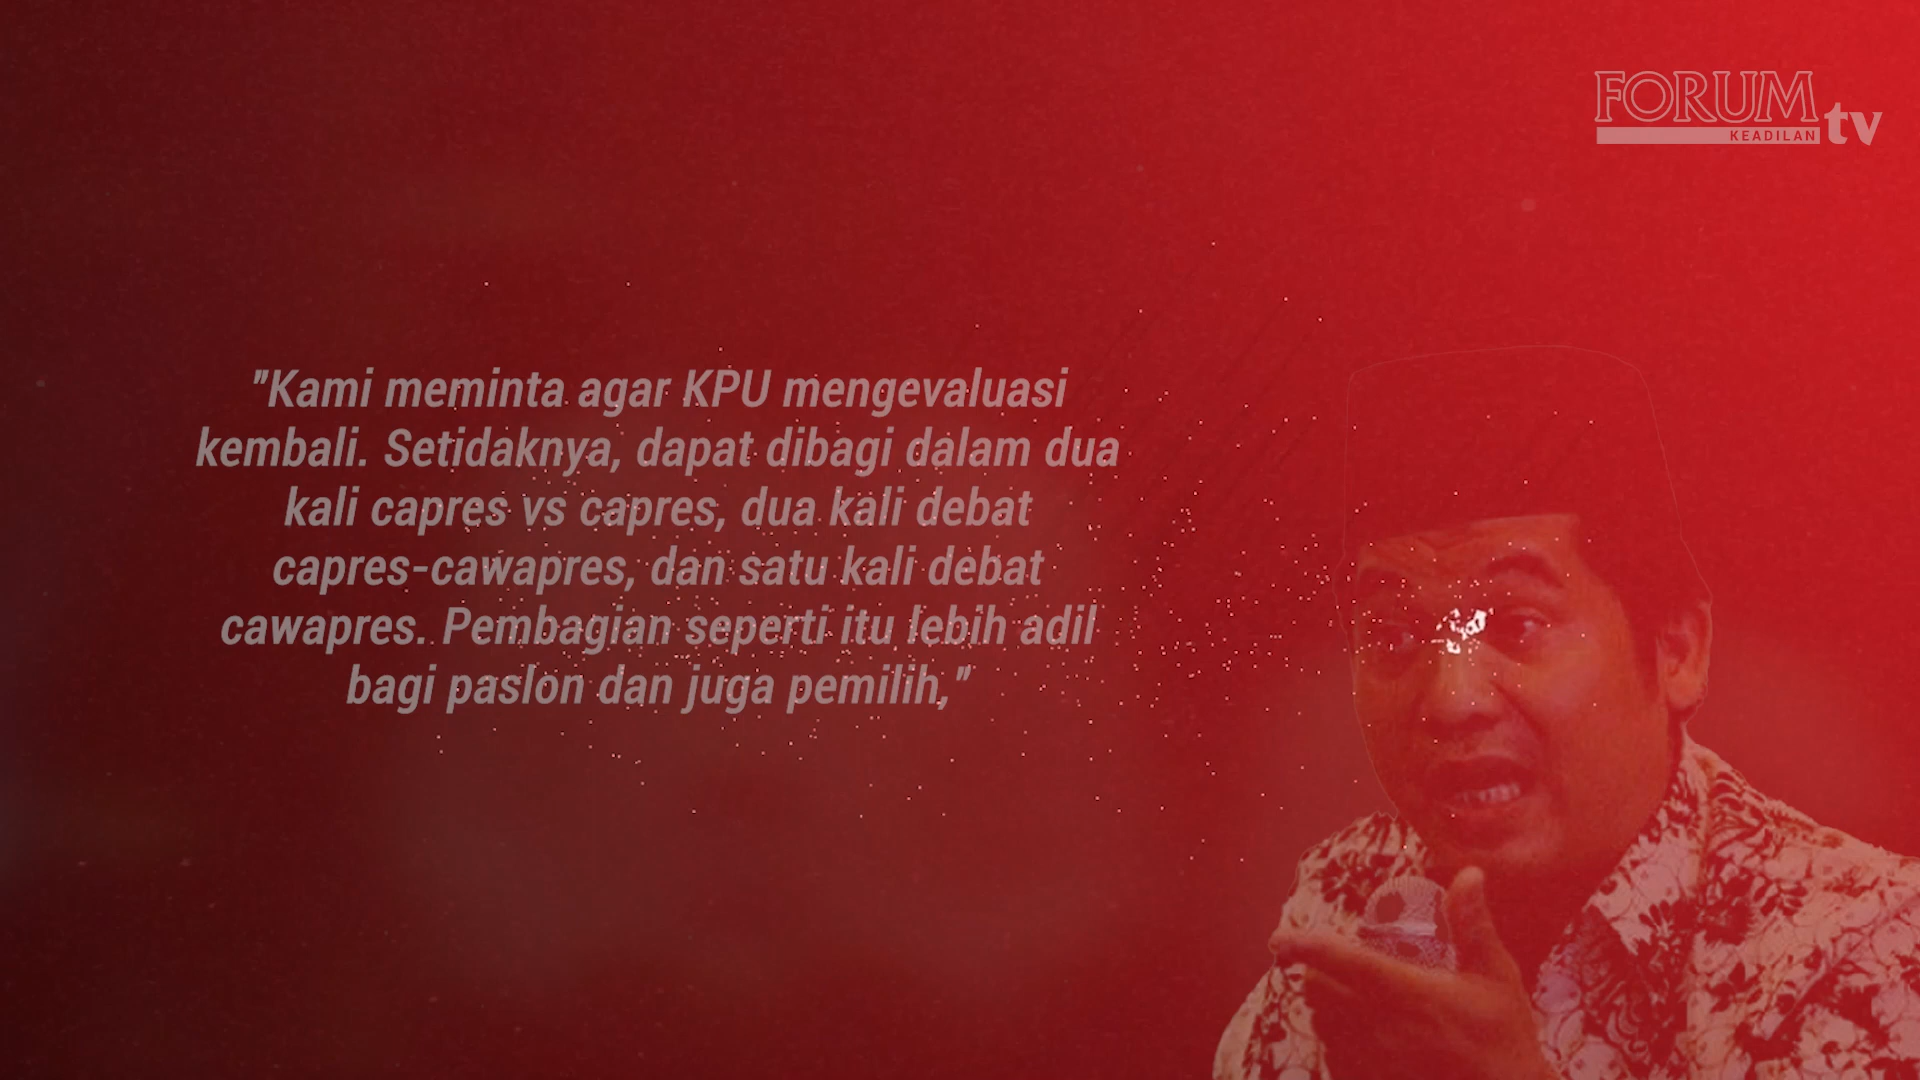 FORUM
KEADILAN
tv
"Kami meminta agar KPU mengevaluasi
kembali. Setidaknya, dapat dibagi dalam dua
kali capres vs capres, dua kali debat
capres-cawapres, dan satu kali debat
cawapres. Pembagian seperti itu lebih adil
bagi paslon dan juga pemilih,"